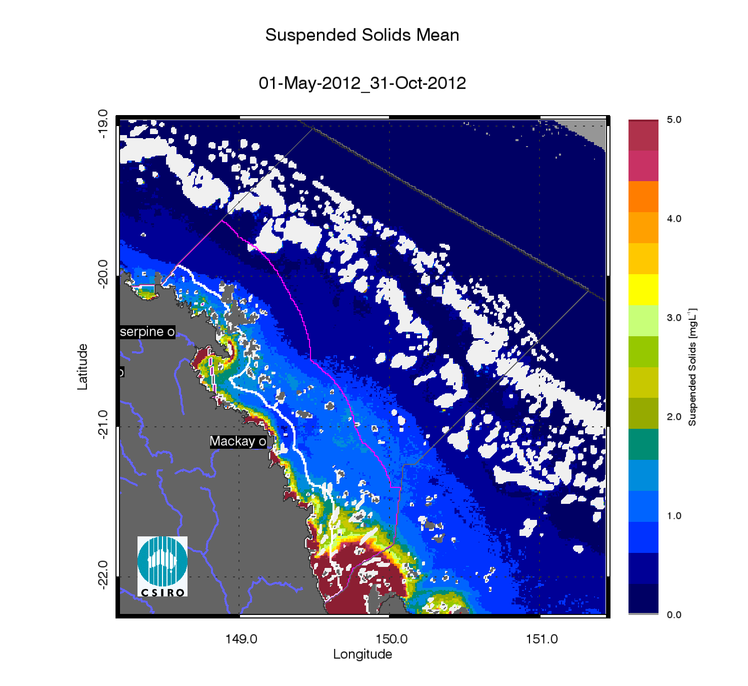 Suspended Solids Mean
01-May-2012_31-Oct-2012
-19.0
-20.0
-21.0
-22.0
Latitude
serpine o
Mackay o
CSIRO
149.0
150.0
151.0
Longitude
5.0
4.0
3.0
2.0
1.0
0.0
Suspended Solids [mgL⁻¹]